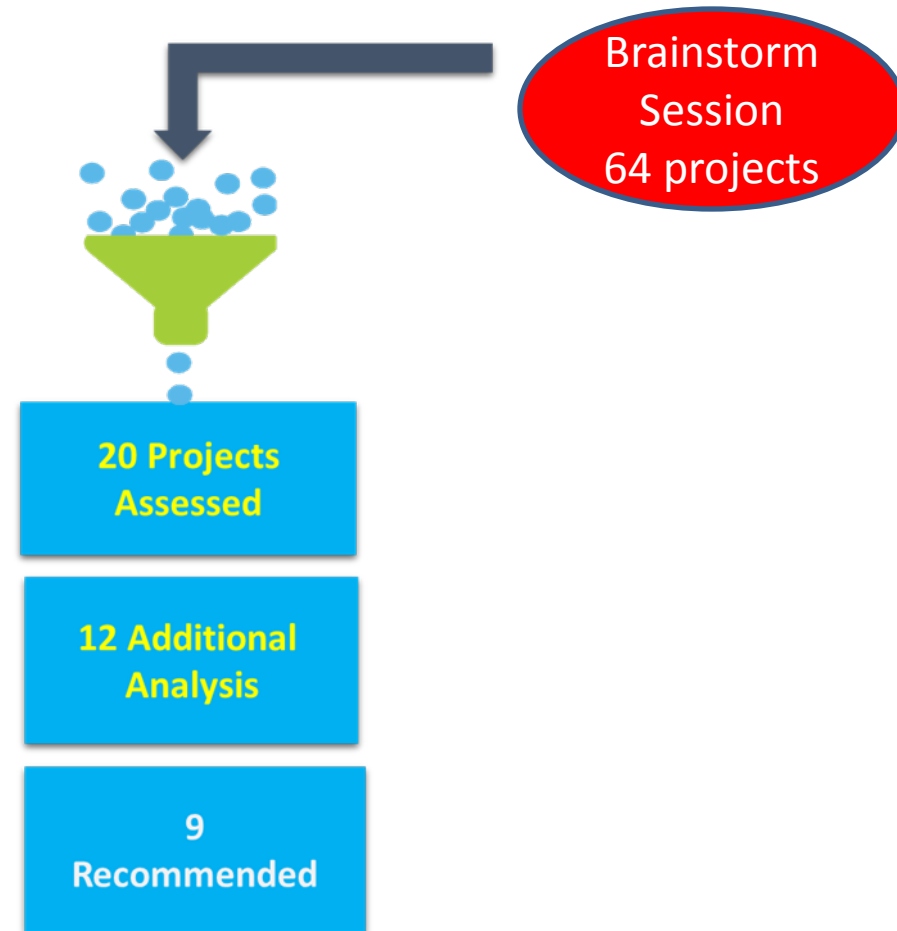 Brainstorm
Session
64 projects
20 Projects
Assessed
12 Additional
Analysis
9
Recommended